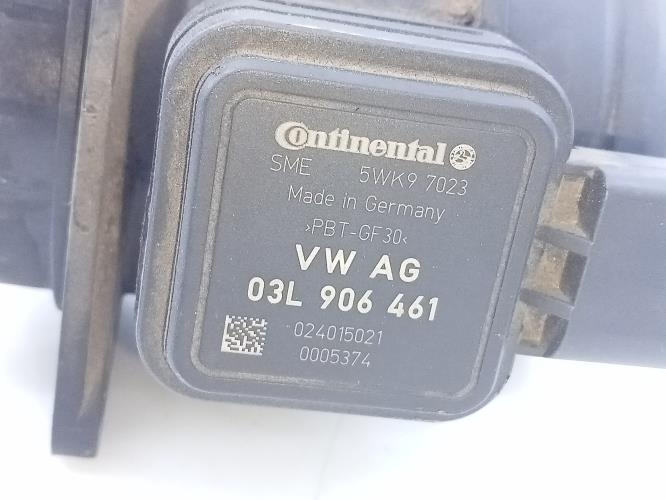 Continental
SME 5WK9 7023
Made in Germany
>PBT-GF30<
VW AG
03L 906 461
024015021
0005374